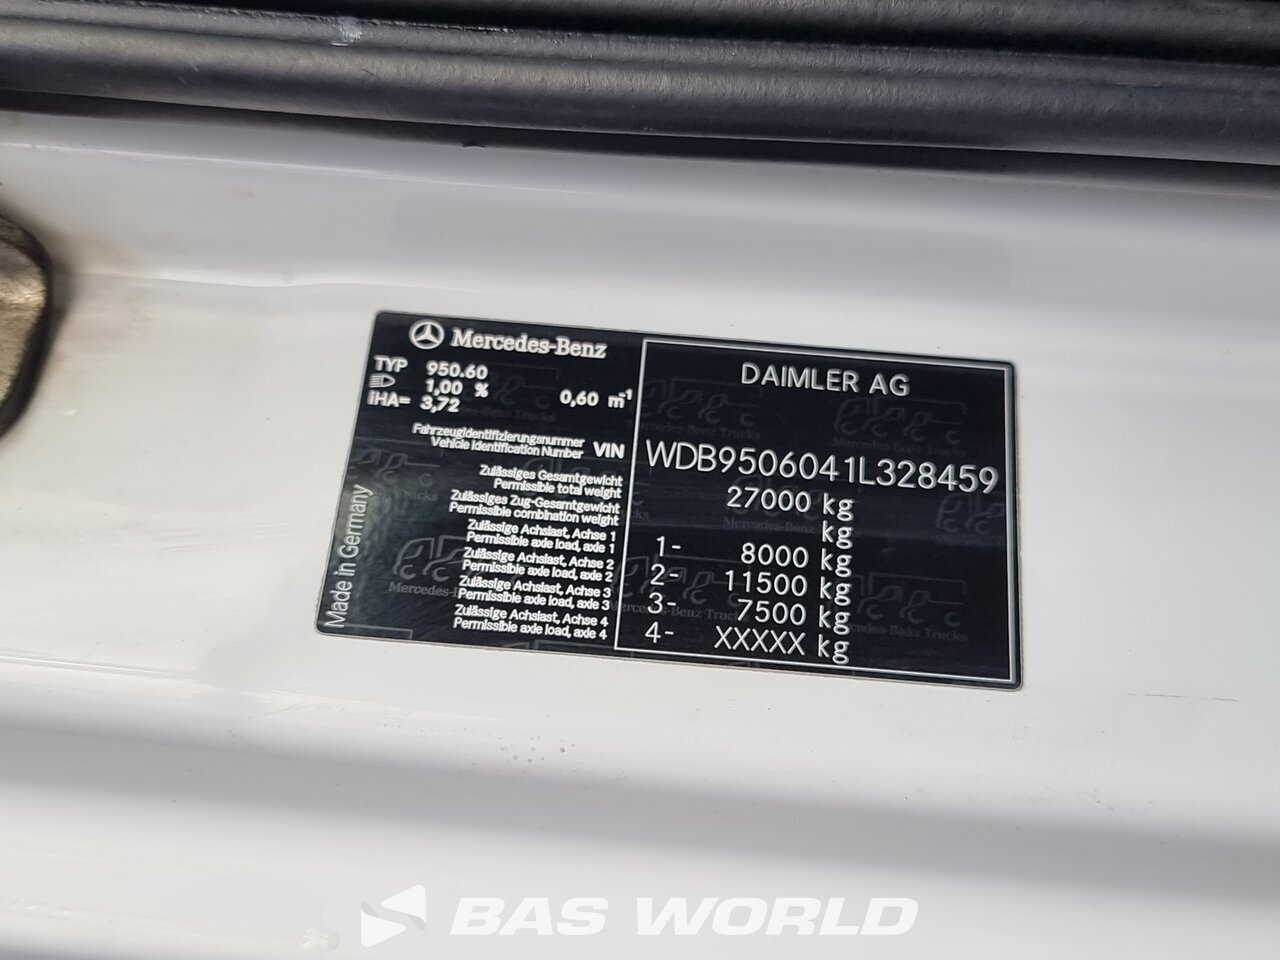 Mercedes-Benz
TYP 950.60
1,00 % 0,60 m⁻¹
iHA= 3,72
Fahrzeugidentifizierungsnummer
Vehicle Identification Number VIN
Zulässiges Gesamtgewicht
Permissible total weight
Zulässiges Zug-Gesamtgewicht
Permissible combination weight
Zulässige Achslast, Achse 1
Permissible axle load, axle 1
Zulässige Achslast, Achse 2
Permissible axle load, axle 2
Zulässige Achslast, Achse 3
Permissible axle load, axle 3
Zulässige Achslast, Achse 4
Permissible axle load, axle 4
Made in Germany
DAIMLER AG
WDB9506041L328459
27000 kg
kg
1- 8000 kg
2- 11500 kg
3- 7500 kg
4- XXXXX kg
BAS WORLD